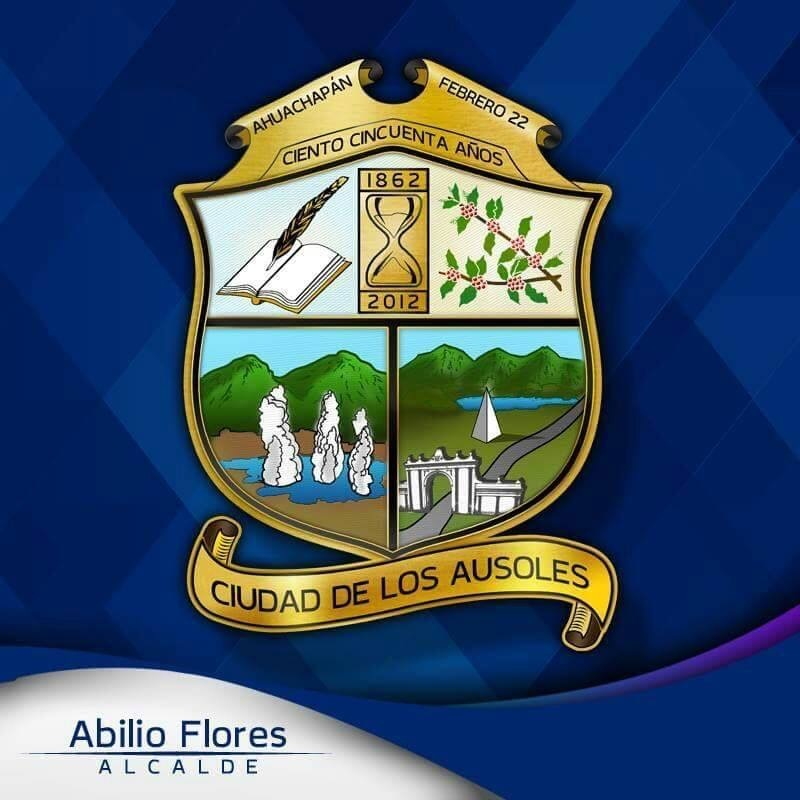 AHUACHAPÁN FEBRERO 22
CIENTO CINCUENTA AÑOS
1862
2012
CIUDAD DE LOS AUSOLES
Abilio Flores
ALCALDE